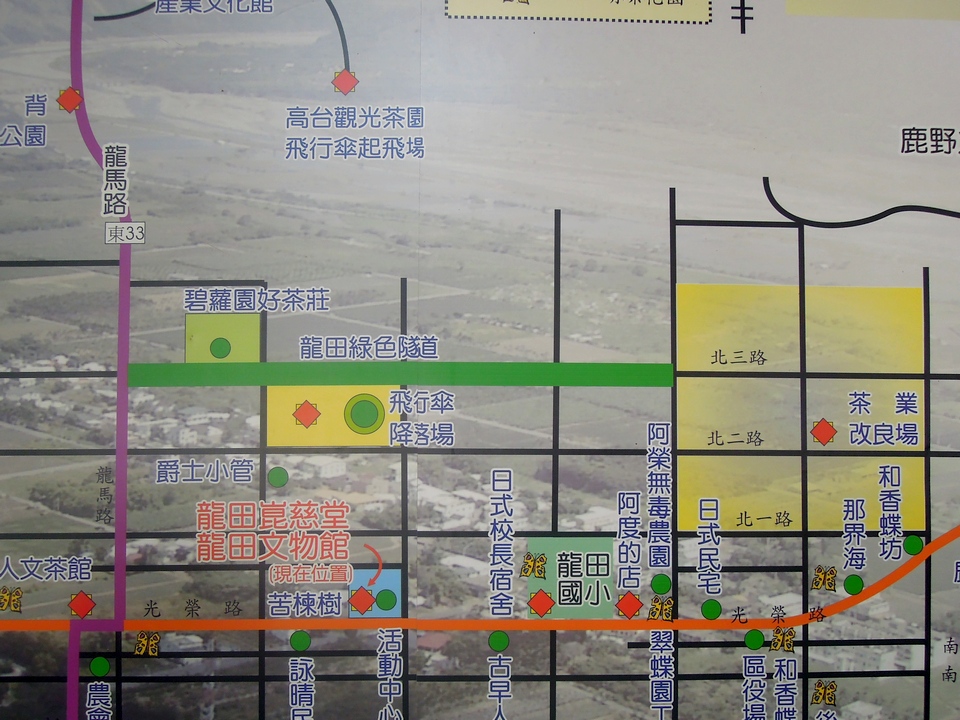 產業文化館
高台觀光茶園
飛行傘起飛場
背
公園
鹿野
龍馬路
東33
碧蘿園好茶莊
龍田綠色隧道
飛行傘
降落場
北三路
北二路
北一路
茶業
改良場
爵士小管
龍馬路
龍田崑慈堂
龍田文物館
(現在位置)
苦楝樹
日式校長宿舍
龍田國小
阿度的店
阿榮無毒農園
日式民宅
那界海
和香蝶坊
人文茶館
光榮路
光榮路
農會
詠晴民
活動中心
古早人
翠蝶園工
區役場
和香蝶
南
南